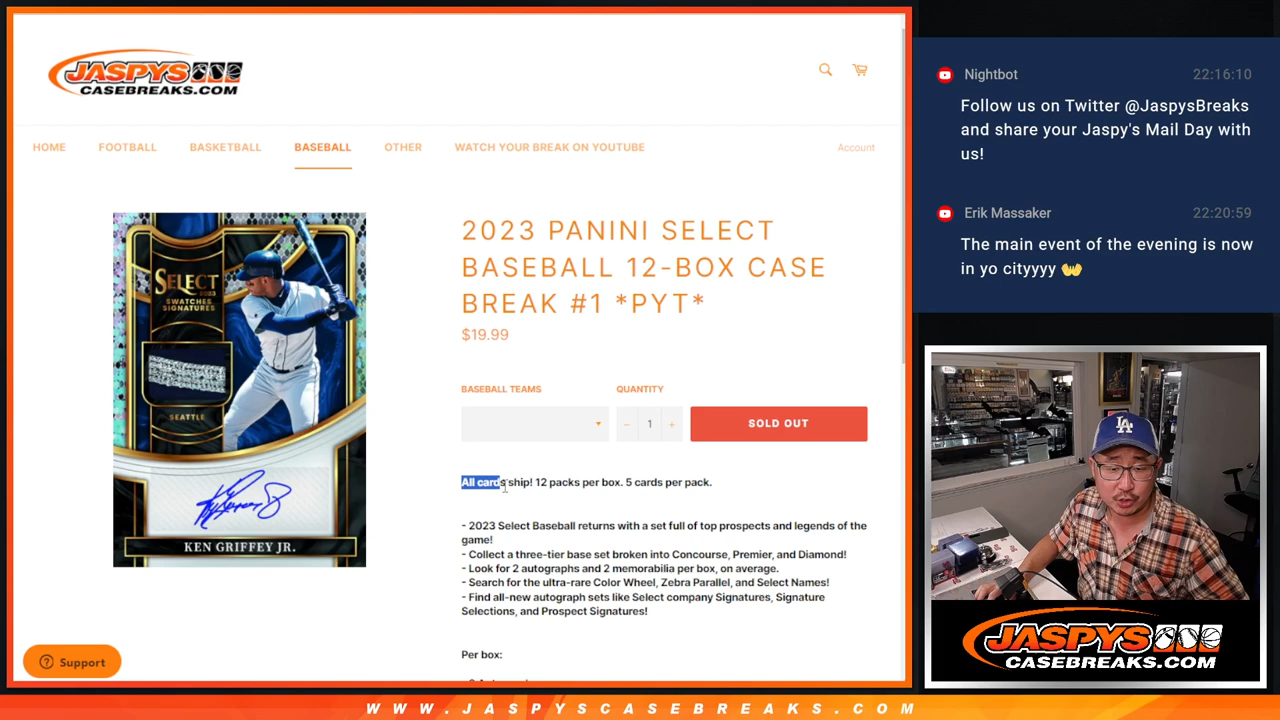 JASPYS
CASEBREAKS.COM
HOME
FOOTBALL
BASKETBALL
BASEBALL
OTHER
WATCH YOUR BREAK ON YOUTUBE
Account
SELECT
2023
SWATCHES
SIGNATURES
SEATTLE
KEN GRIFFEY JR.
2023 PANINI SELECT
BASEBALL 12-BOX CASE
BREAK #1 *PYT*
$19.99
BASEBALL TEAMS
QUANTITY
− 1 +
SOLD OUT
All cards ship! 12 packs per box. 5 cards per pack.
- 2023 Select Baseball returns with a set full of top prospects and legends of the
game!
- Collect a three-tier base set broken into Concourse, Premier, and Diamond!
- Look for 2 autographs and 2 memorabilia per box, on average.
- Search for the ultra-rare Color Wheel, Zebra Parallel, and Select Names!
- Find all-new autograph sets like Select company Signatures, Signature
Selections, and Prospect Signatures!
Per box:
Support
Nightbot 22:16:10
Follow us on Twitter @JaspysBreaks
and share your Jaspy's Mail Day with
us!
Erik Massaker 22:20:59
The main event of the evening is now
in yo cityyyy 👐
LA
JASPYS
CASEBREAKS.COM
WWW.JASPYSCASEBREAKS.COM